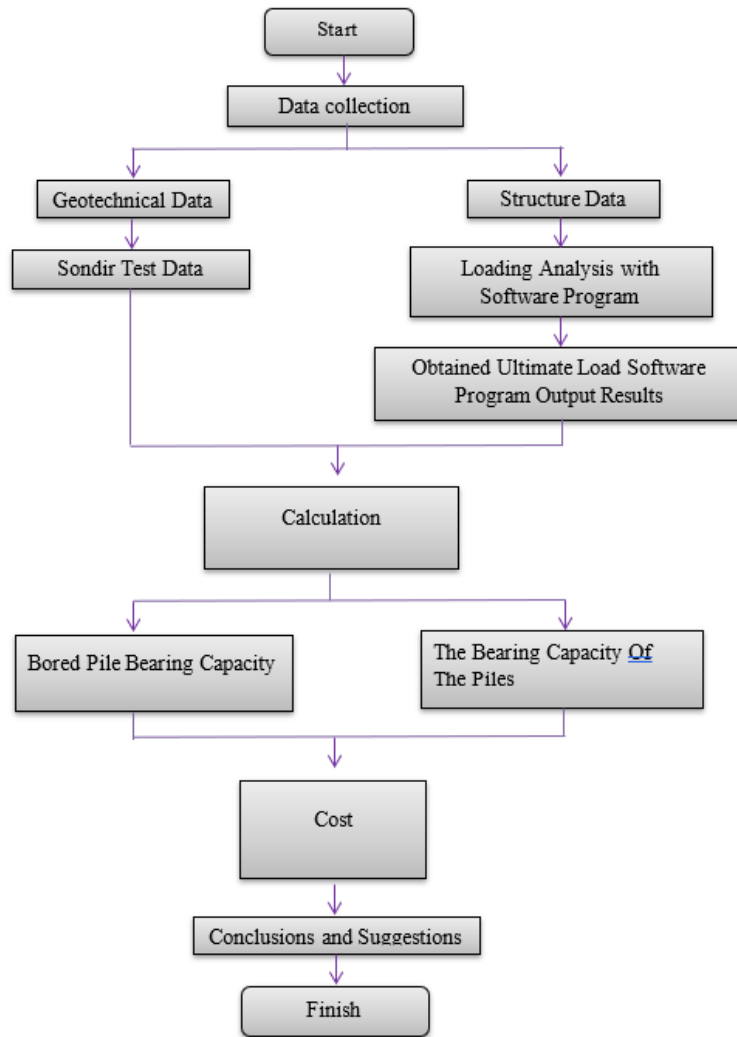 Start
Data collection
Geotechnical Data
Structure Data
Sondir Test Data
Loading Analysis with
Software Program
Obtained Ultimate Load Software
Program Output Results
Calculation
Bored Pile Bearing Capacity
The Bearing Capacity Of
The Piles
Cost
Conclusions and Suggestions
Finish